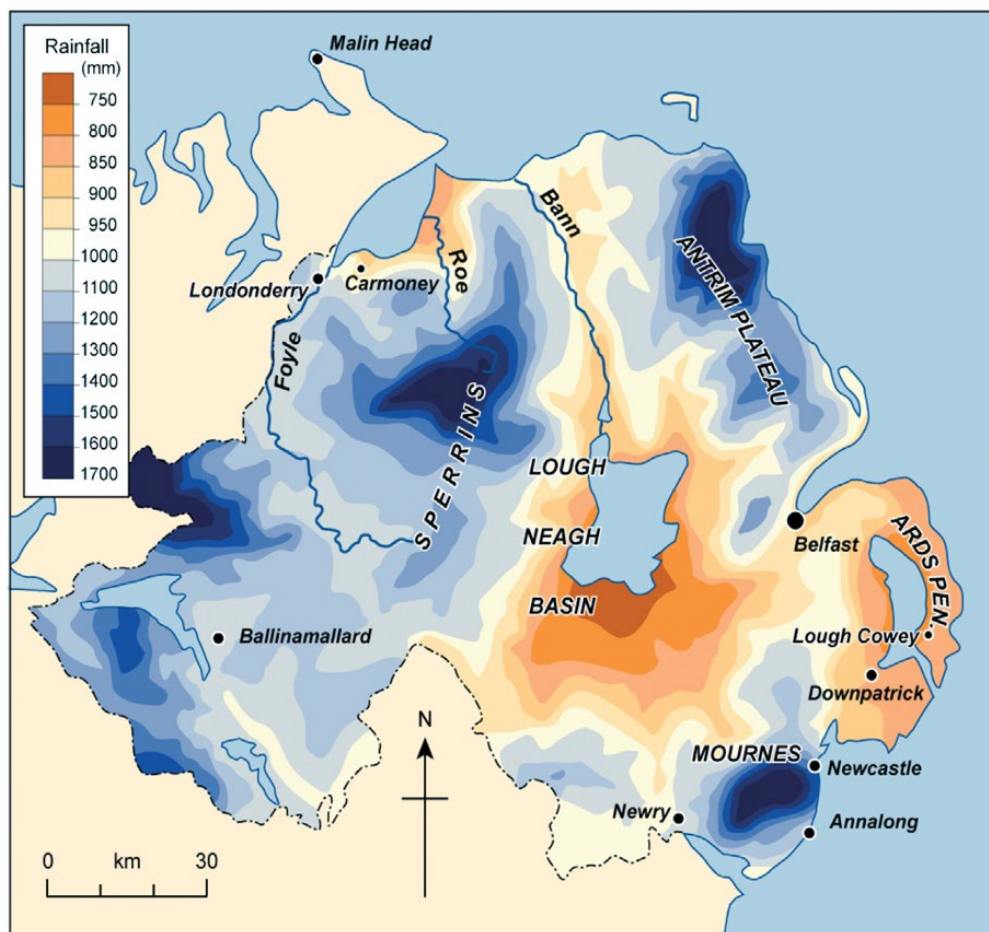 Rainfall
(mm)
750
800
850
900
950
1000
1100
1200
1300
1400
1500
1600
1700
Malin Head
Bann
Roe
ANTRIM PLATEAU
Londonderry
Carmoney
Foyle
SPERRINS
LOUGH
NEAGH
BASIN
Belfast
ARDS PEN.
Ballinamallard
Lough Cowey
Downpatrick
N
MOURNES
Newcastle
Newry
Annalong
0 km 30